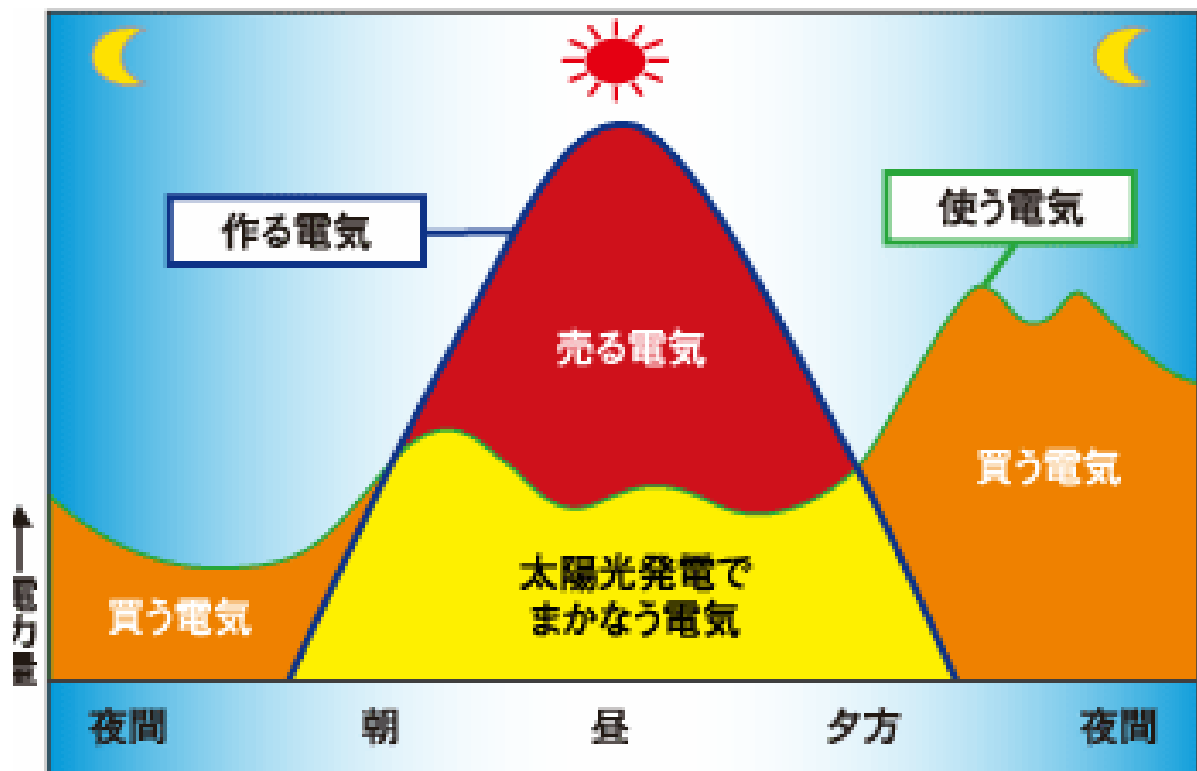 作る電気
使う電気
売る電気
買う電気
太陽光発電で
まかなう電気
買う電気
↑電力量
夜間 朝 昼 夕方 夜間